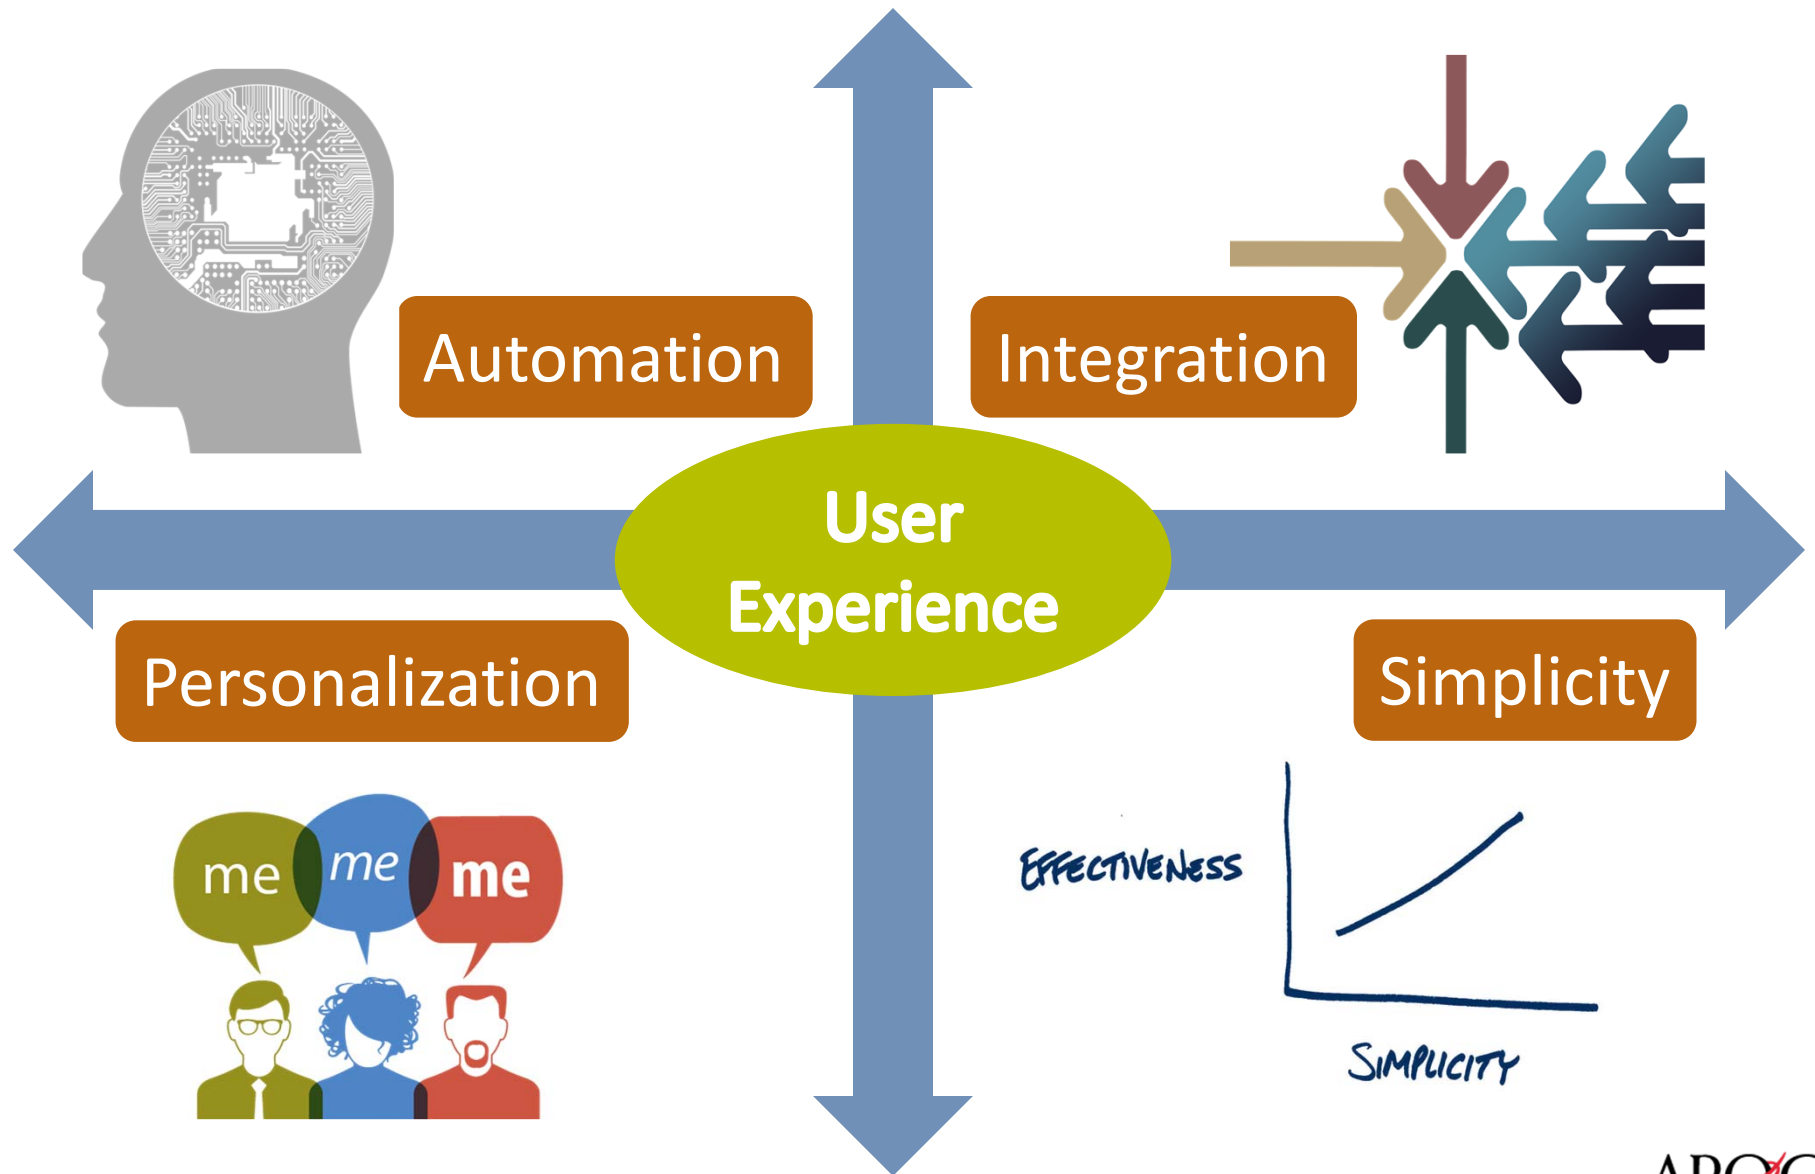 Automation
Integration
User
Experience
Personalization
Simplicity
me
me
me
EFFECTIVENESS
SIMPLICITY